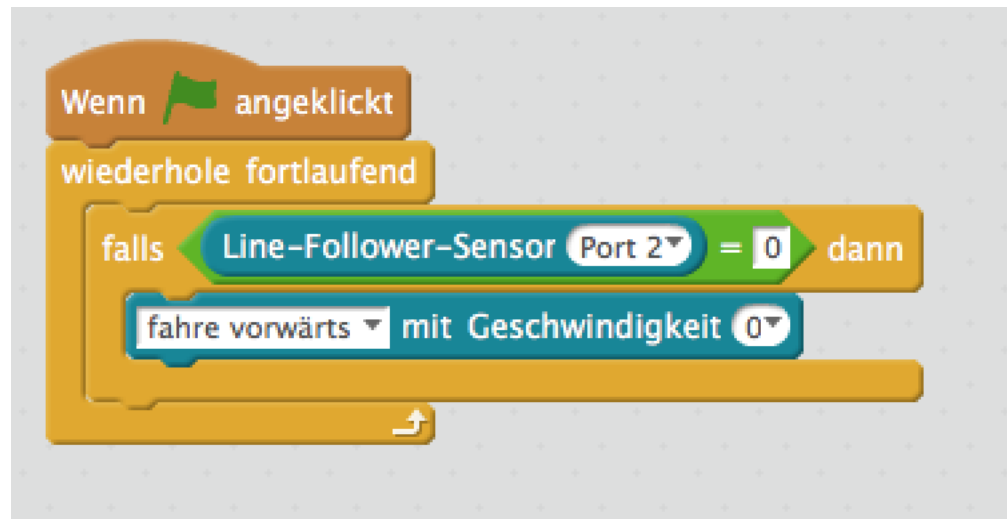 Wenn angeklickt
wiederhole fortlaufend
falls Line-Follower-Sensor Port 2 = 0 dann
fahre vorwärts mit Geschwindigkeit 0